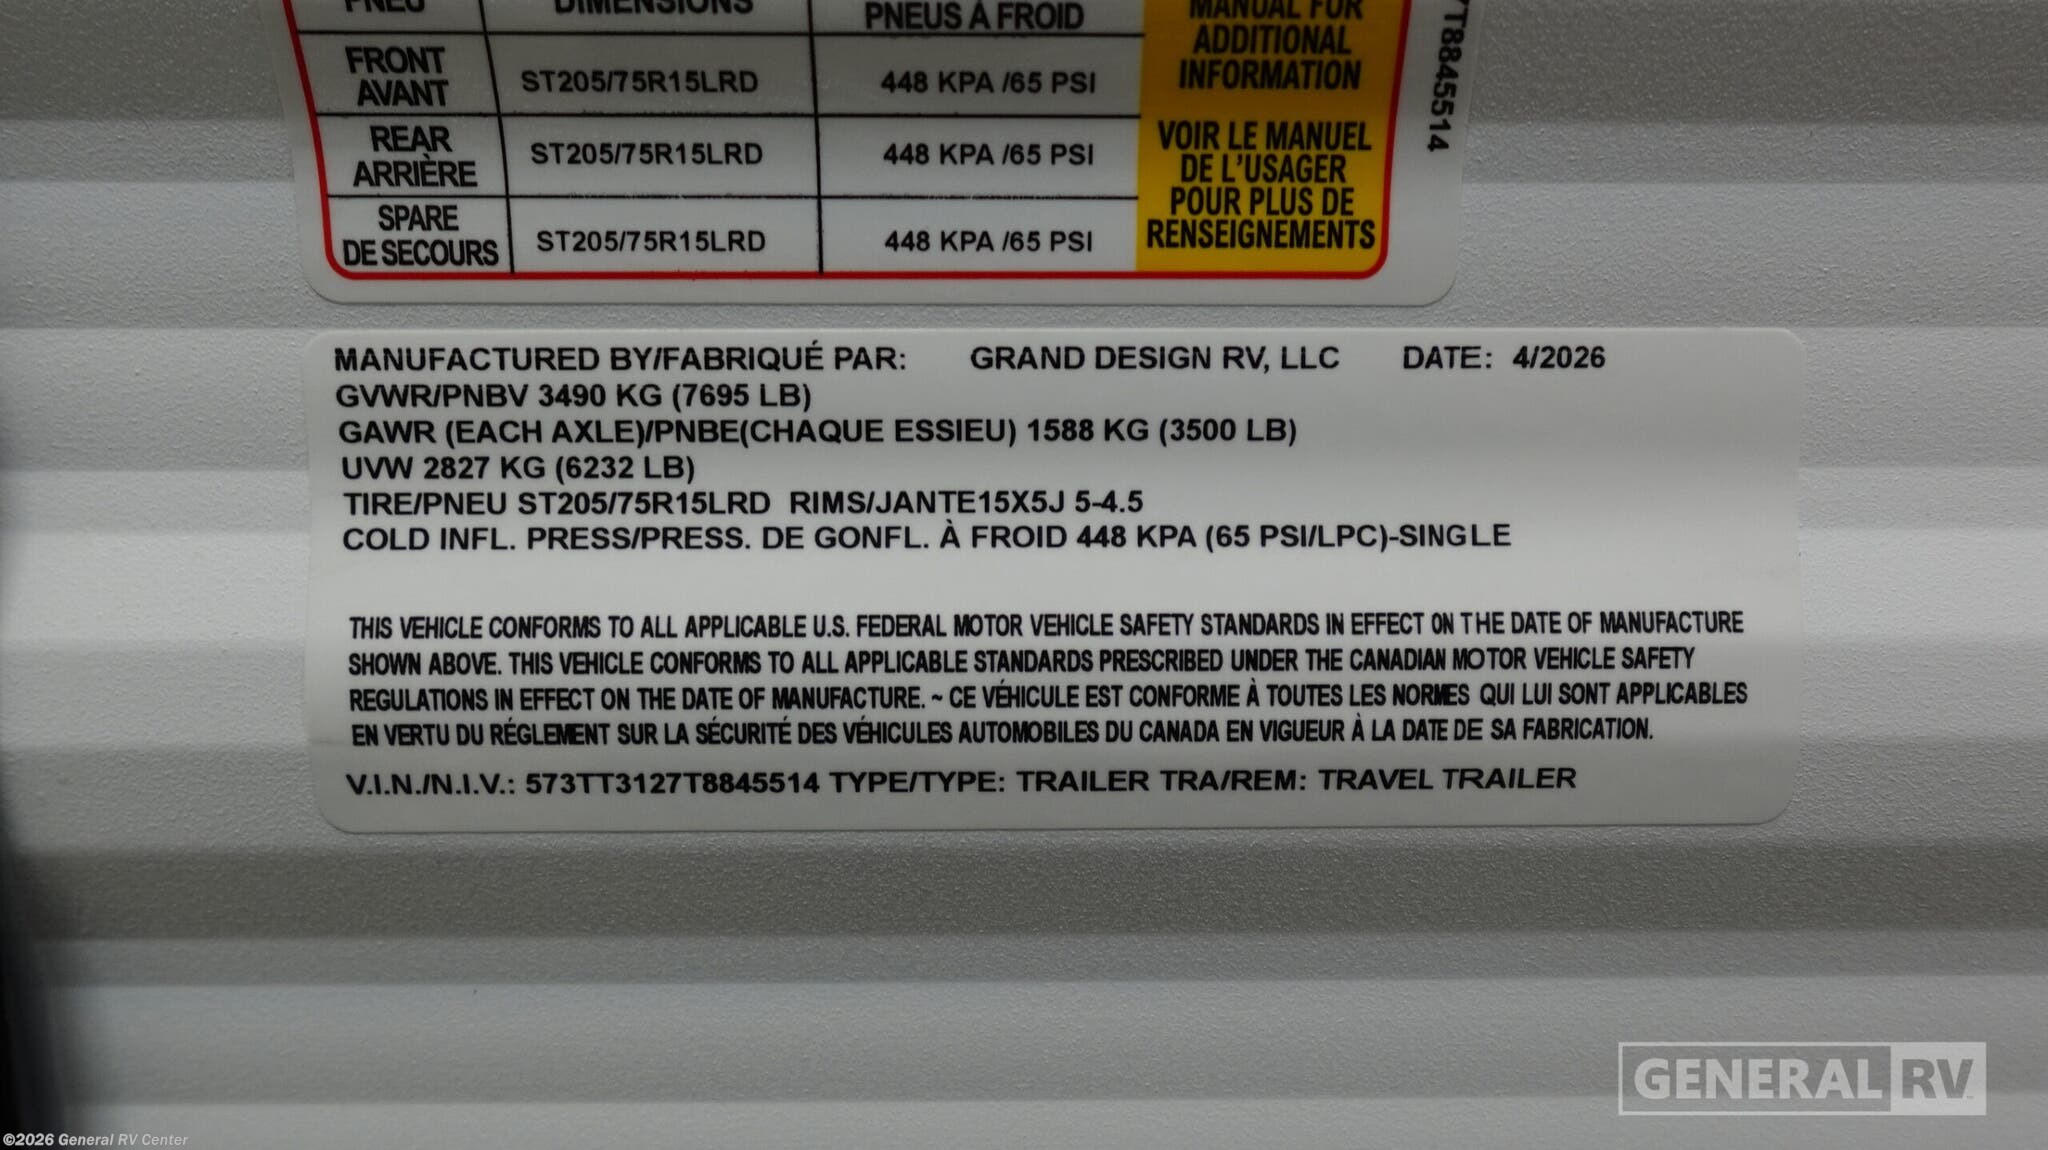 PNEU DIMENSIONS PNEUS À FROID
MANUAL FOR
ADDITIONAL
INFORMATION
FRONT
AVANT
ST205/75R15LRD 448 KPA /65 PSI
REAR
ARRIÈRE
ST205/75R15LRD 448 KPA /65 PSI
SPARE
DE SECOURS
ST205/75R15LRD 448 KPA /65 PSI
VOIR LE MANUEL
DE L'USAGER
POUR PLUS DE
RENSEIGNEMENTS
7T8845514
MANUFACTURED BY/FABRIQUÉ PAR: GRAND DESIGN RV, LLC DATE: 4/2026
GVWR/PNBV 3490 KG (7695 LB)
GAWR (EACH AXLE)/PNBE(CHAQUE ESSIEU) 1588 KG (3500 LB)
UVW 2827 KG (6232 LB)
TIRE/PNEU ST205/75R15LRD RIMS/JANTE15X5J 5-4.5
COLD INFL. PRESS/PRESS. DE GONFL. À FROID 448 KPA (65 PSI/LPC)-SINGLE
THIS VEHICLE CONFORMS TO ALL APPLICABLE U.S. FEDERAL MOTOR VEHICLE SAFETY STANDARDS IN EFFECT ON THE DATE OF MANUFACTURE
SHOWN ABOVE. THIS VEHICLE CONFORMS TO ALL APPLICABLE STANDARDS PRESCRIBED UNDER THE CANADIAN MOTOR VEHICLE SAFETY
REGULATIONS IN EFFECT ON THE DATE OF MANUFACTURE. ~ CE VÉHICULE EST CONFORME À TOUTES LES NORMES QUI LUI SONT APPLICABLES
EN VERTU DU RÉGLEMENT SUR LA SÉCURITÉ DES VÉHICULES AUTOMOBILES DU CANADA EN VIGUEUR À LA DATE DE SA FABRICATION.
V.I.N./N.I.V.: 573TT3127T8845514 TYPE/TYPE: TRAILER TRA/REM: TRAVEL TRAILER
GENERAL RV
©2026 General RV Center